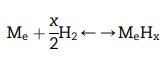 Mₑ + x/2 H₂ ←→ MₑHₓ